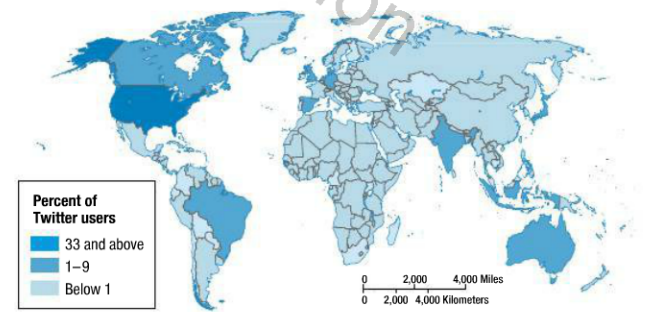 Percent of
Twitter users
33 and above
1–9
Below 1
0 2,000 4,000 Miles
0 2,000 4,000 Kilometers